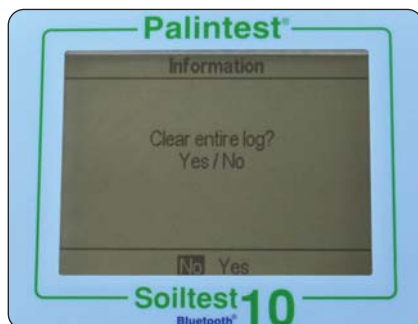 Palintest®
Information
Clear entire log?
Yes / No
No Yes
Soiltest 10
Bluetooth®